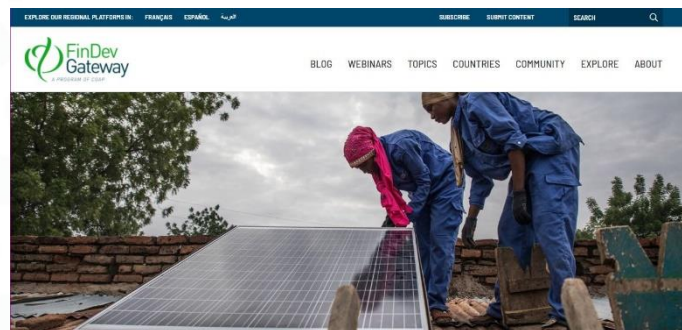 EXPLORE OUR REGIONAL PLATFORMS IN: FRANÇAIS ESPAÑOL العربية SUBSCRIBE SUBMIT CONTENT SEARCH
FinDev
Gateway
A PROGRAM OF CGAP
BLOG WEBINARS TOPICS COUNTRIES COMMUNITY EXPLORE ABOUT